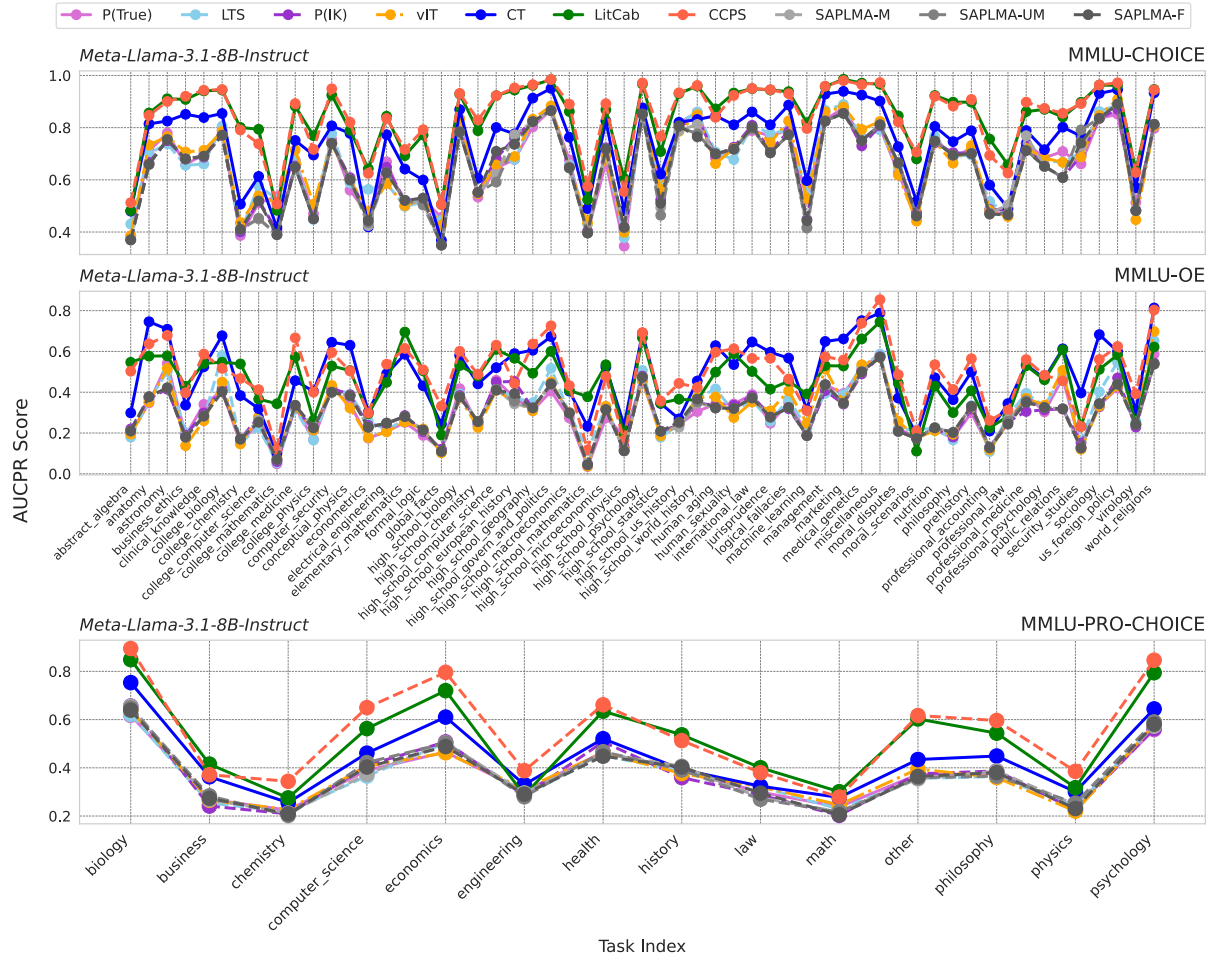 P(True) LTS P(IK) vIT CT LitCab CCPS SAPLMA-M SAPLMA-UM SAPLMA-F
Meta-Llama-3.1-8B-Instruct MMLU-CHOICE
1.0
0.8
0.6
0.4
Meta-Llama-3.1-8B-Instruct MMLU-OE
0.8
0.6
0.4
0.2
0.0
AUCPR Score
abstract_algebra
anatomy
astronomy
business_ethics
clinical_knowledge
college_biology
college_chemistry
college_computer_science
college_mathematics
college_medicine
college_physics
computer_security
conceptual_physics
econometrics
electrical_engineering
elementary_mathematics
formal_logic
global_facts
high_school_biology
high_school_chemistry
high_school_computer_science
high_school_european_history
high_school_geography
high_school_govern_and_politics
high_school_macroeconomics
high_school_mathematics
high_school_microeconomics
high_school_physics
high_school_psychology
high_school_statistics
high_school_us_history
high_school_world_history
human_aging
human_sexuality
international_law
jurisprudence
logical_fallacies
machine_learning
management
marketing
medical_genetics
miscellaneous
moral_disputes
moral_scenarios
nutrition
philosophy
prehistory
professional_accounting
professional_law
professional_medicine
professional_psychology
public_relations
security_studies
sociology
us_foreign_policy
virology
world_religions
Meta-Llama-3.1-8B-Instruct MMLU-PRO-CHOICE
0.8
0.6
0.4
0.2
biology
business
chemistry
computer_science
economics
engineering
health
history
law
math
other
philosophy
physics
psychology
Task Index